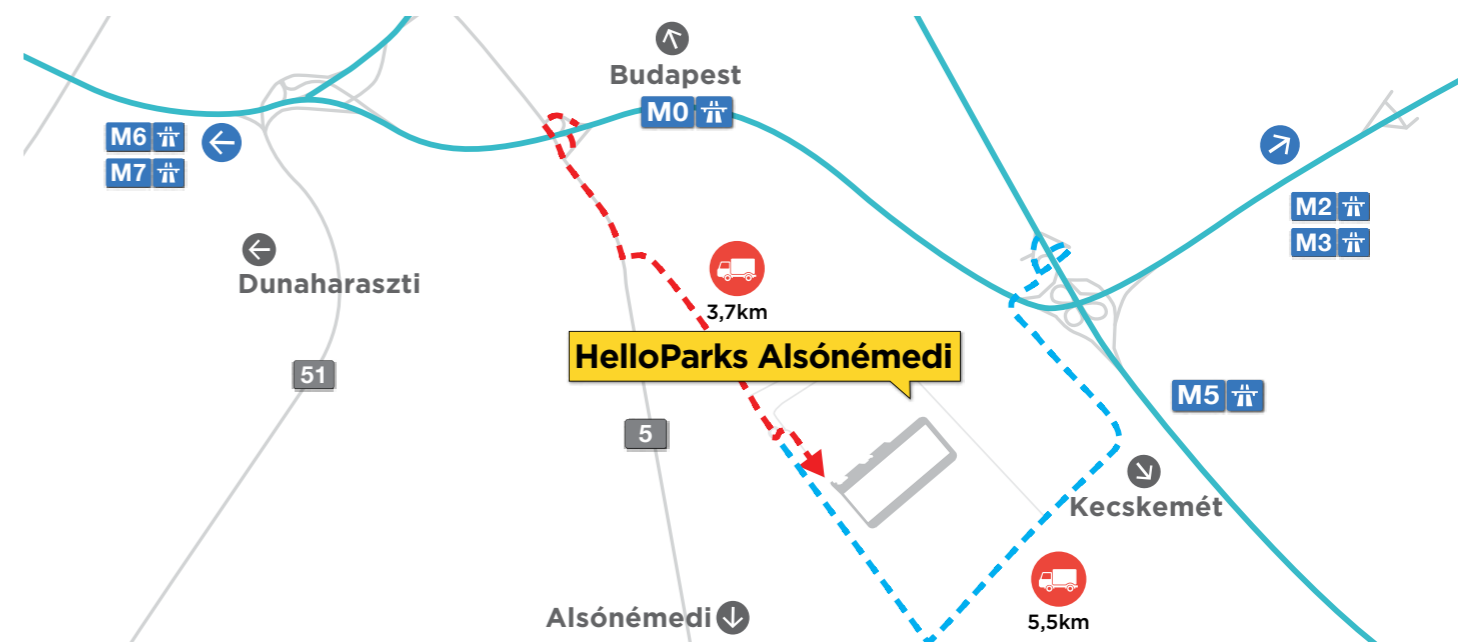 Budapest
M0
M6
M7
M2
M3
Dunaharaszti
3,7km
HelloParks Alsónémedi
51
M5
5
Kecskemét
Alsónémedi
5,5km